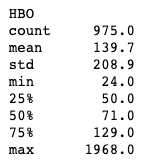 HBO
count 975.0
mean 139.7
std 208.9
min 24.0
25% 50.0
50% 71.0
75% 129.0
max 1968.0